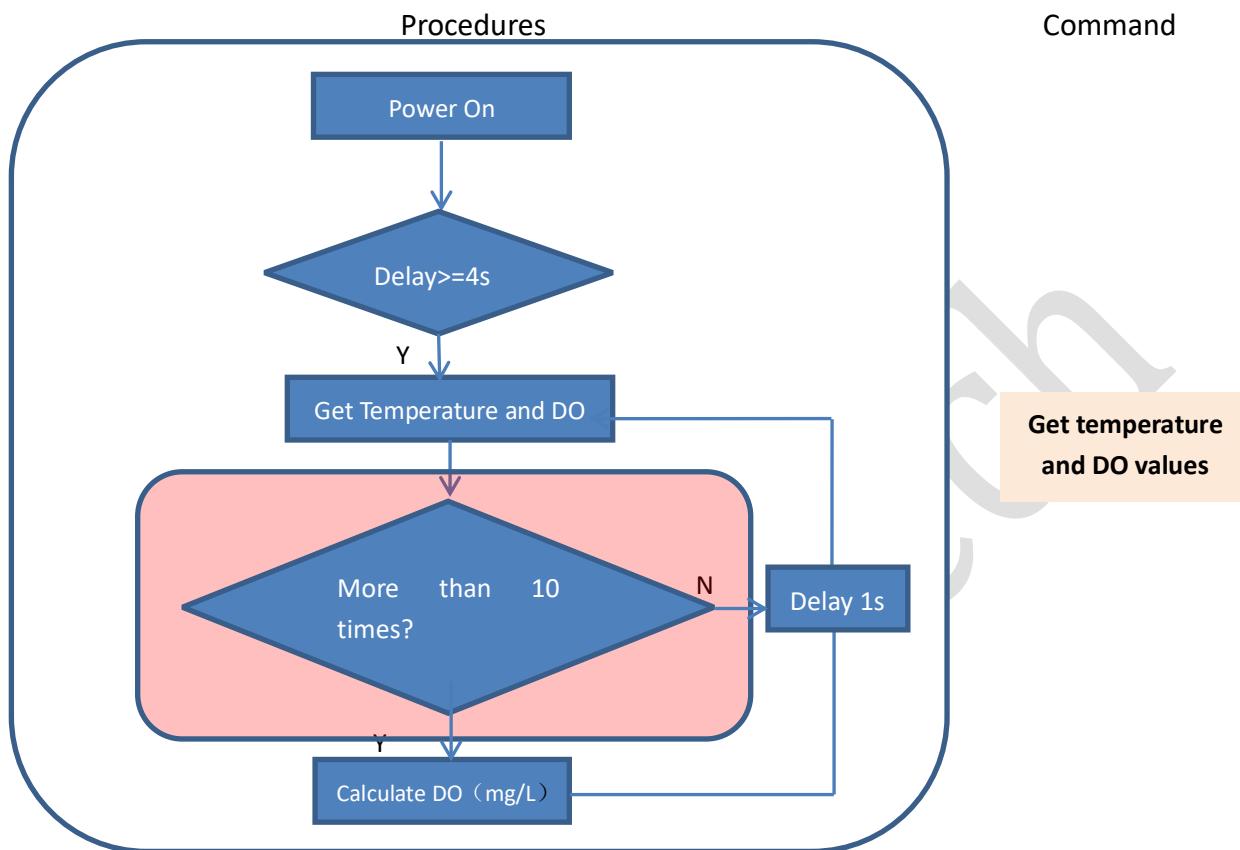 Procedures
Command
Power On
Delay>=4s
Y
Get Temperature and DO
Get temperature
and DO values
More than 10
times?
N
Delay 1s
Y
Calculate DO（mg/L）